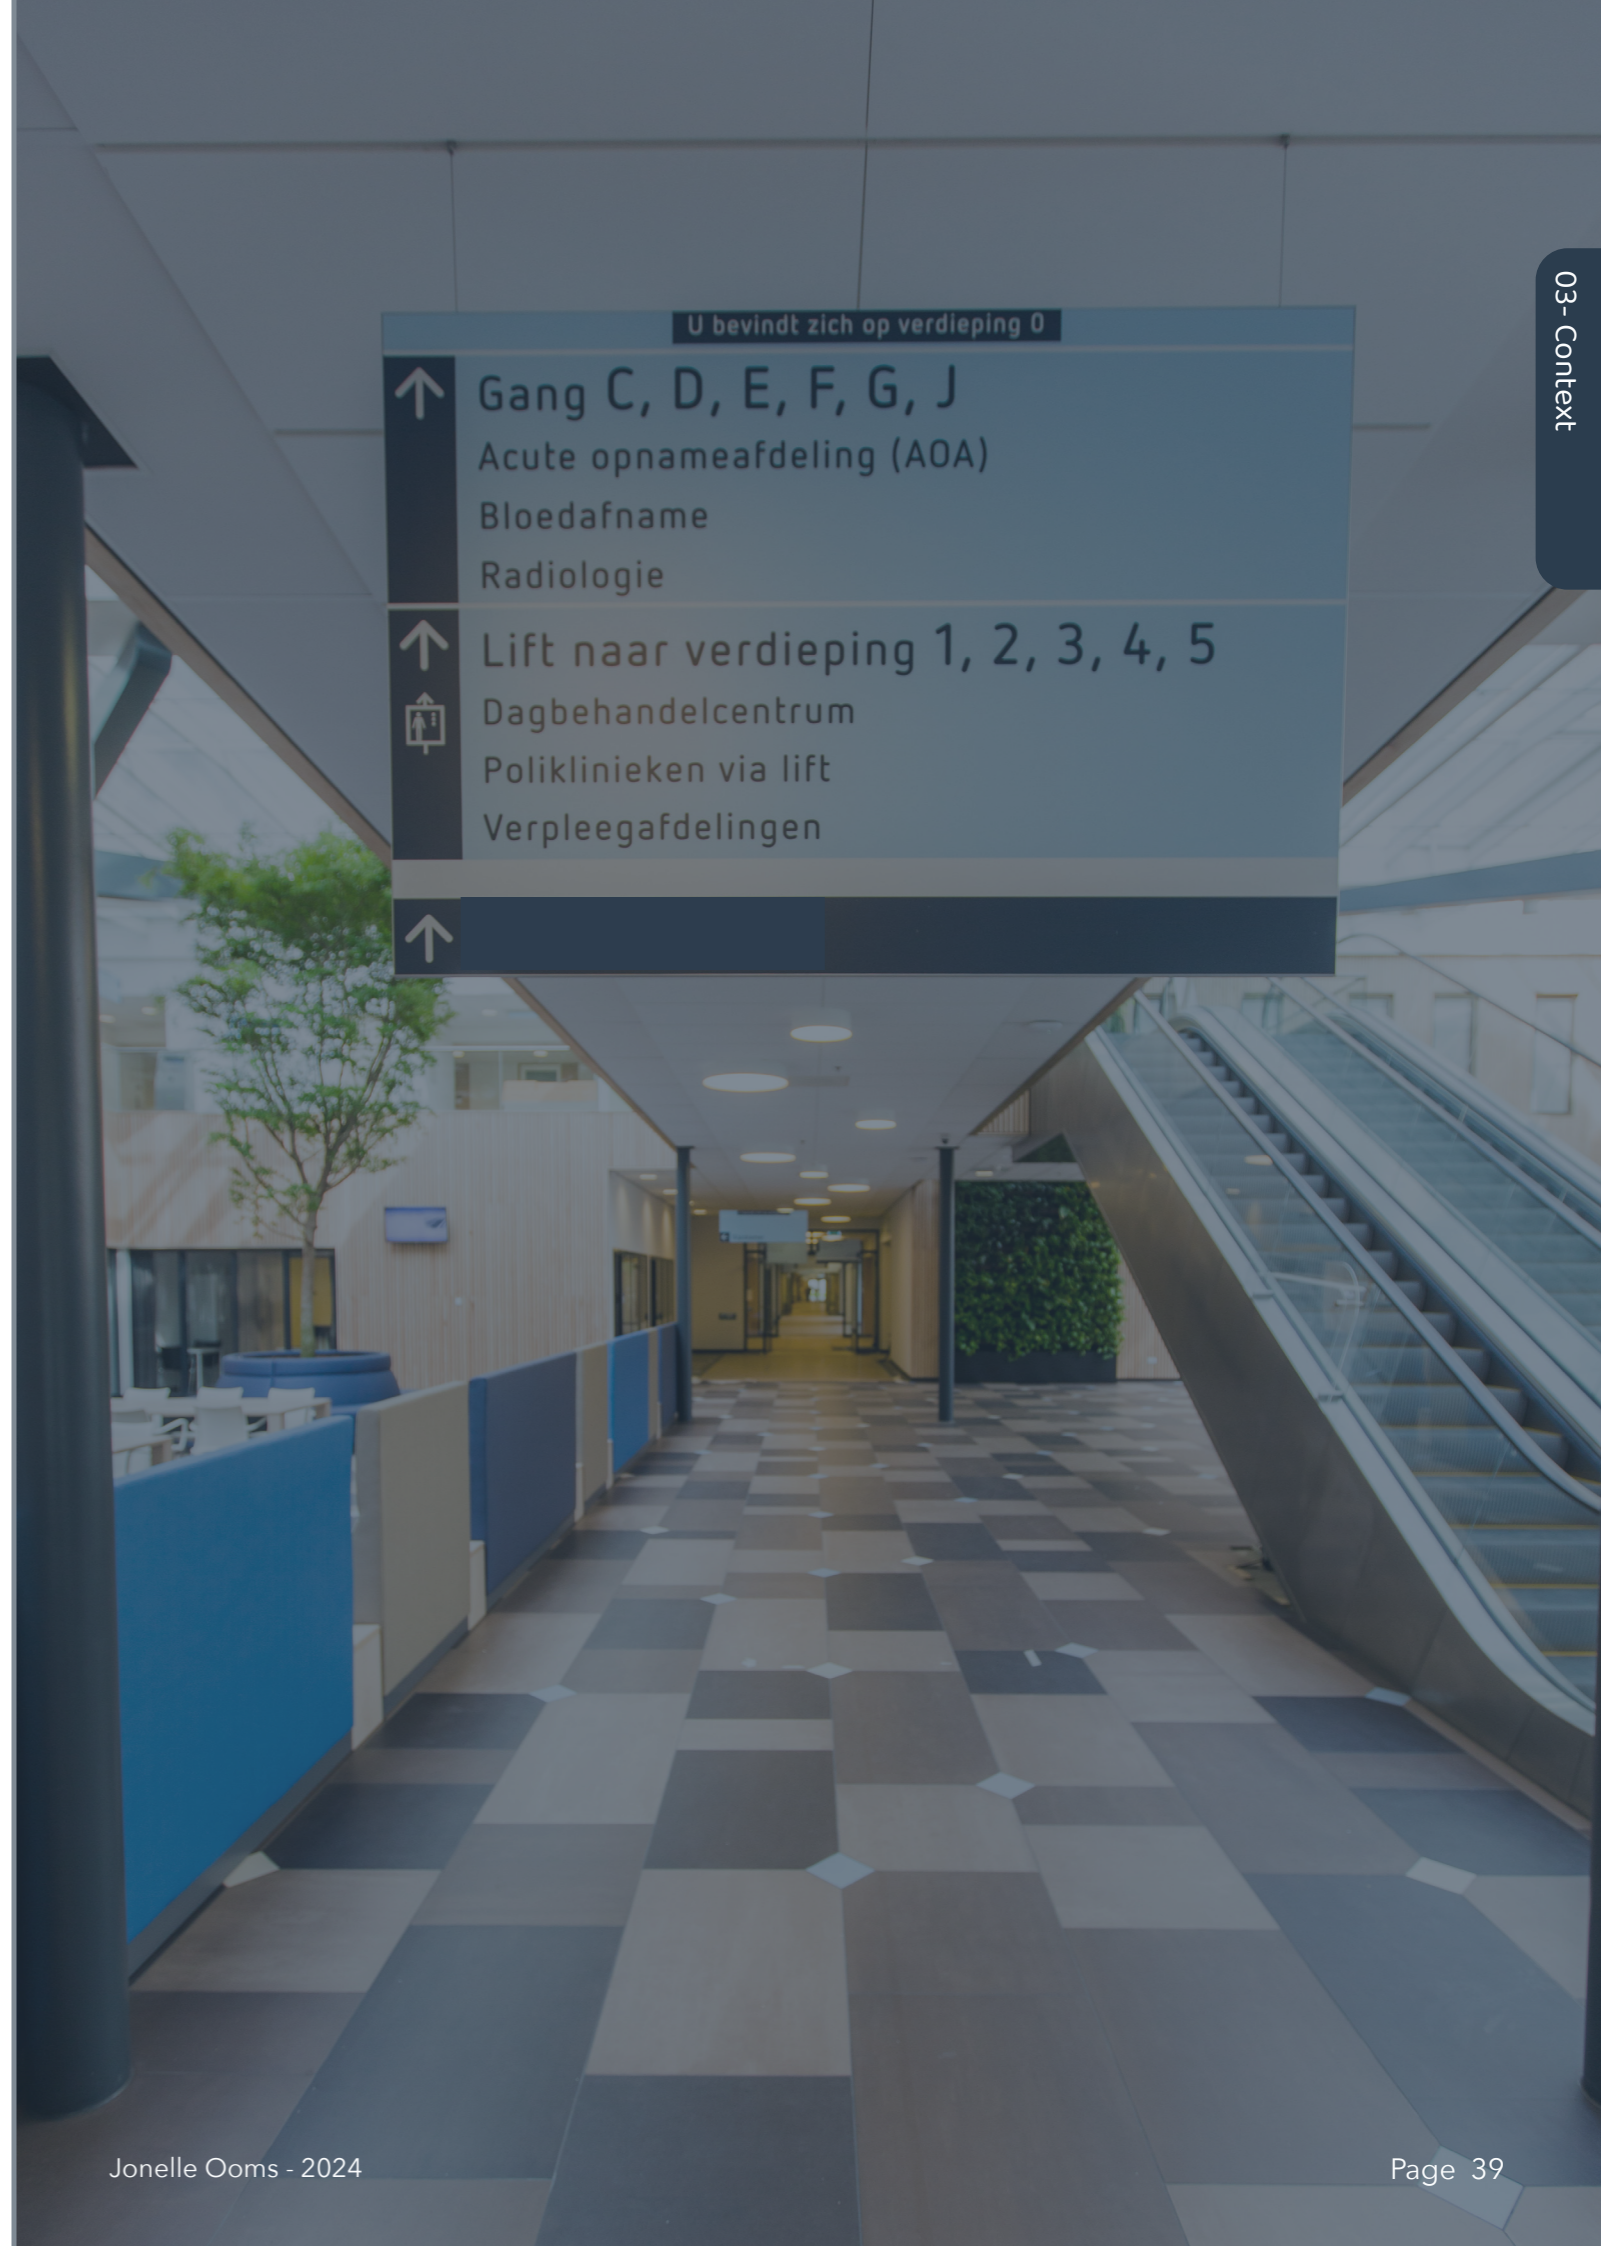 U bevindt zich op verdieping 0
Gang C, D, E, F, G, J
Acute opnameafdeling (AOA)
Bloedafname
Radiologie
Lift naar verdieping 1, 2, 3, 4, 5
Dagbehandelcentrum
Poliklinieken via lift
Verpleegafdelingen
03- Context
Jonelle Ooms - 2024
Page 39